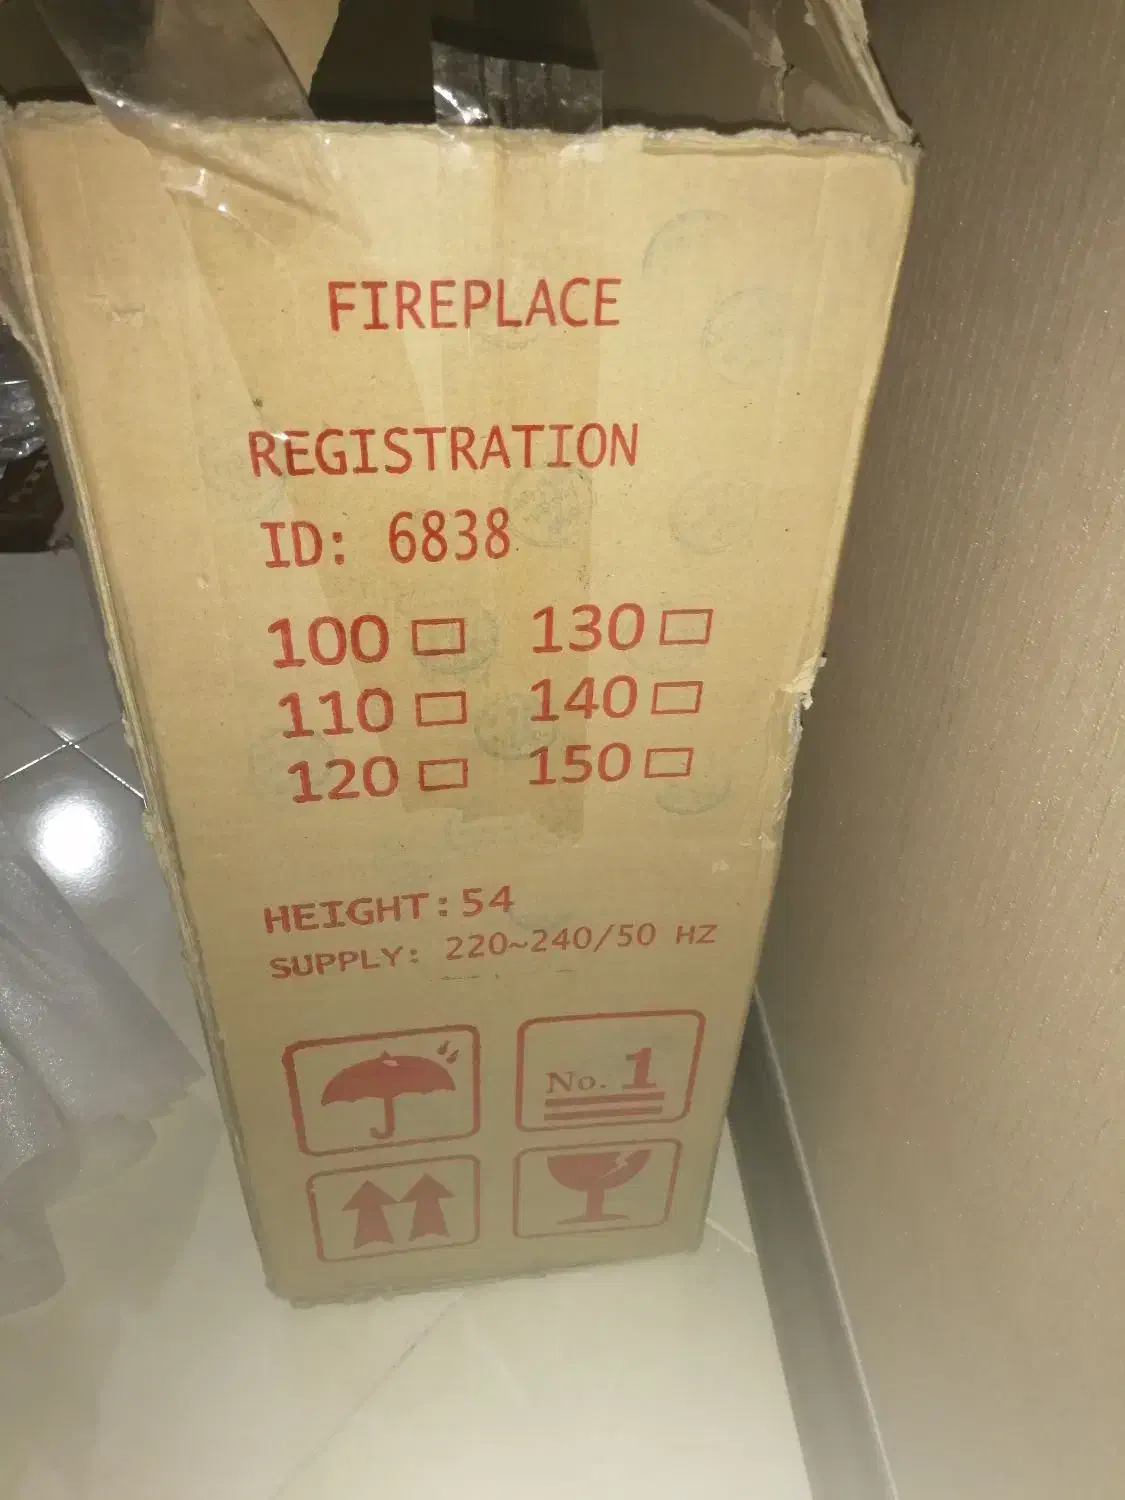 FIREPLACE
REGISTRATION
ID: 6838
100 130
110 140
120 150
HEIGHT:54
SUPPLY: 220~240/50 HZ
No. 1